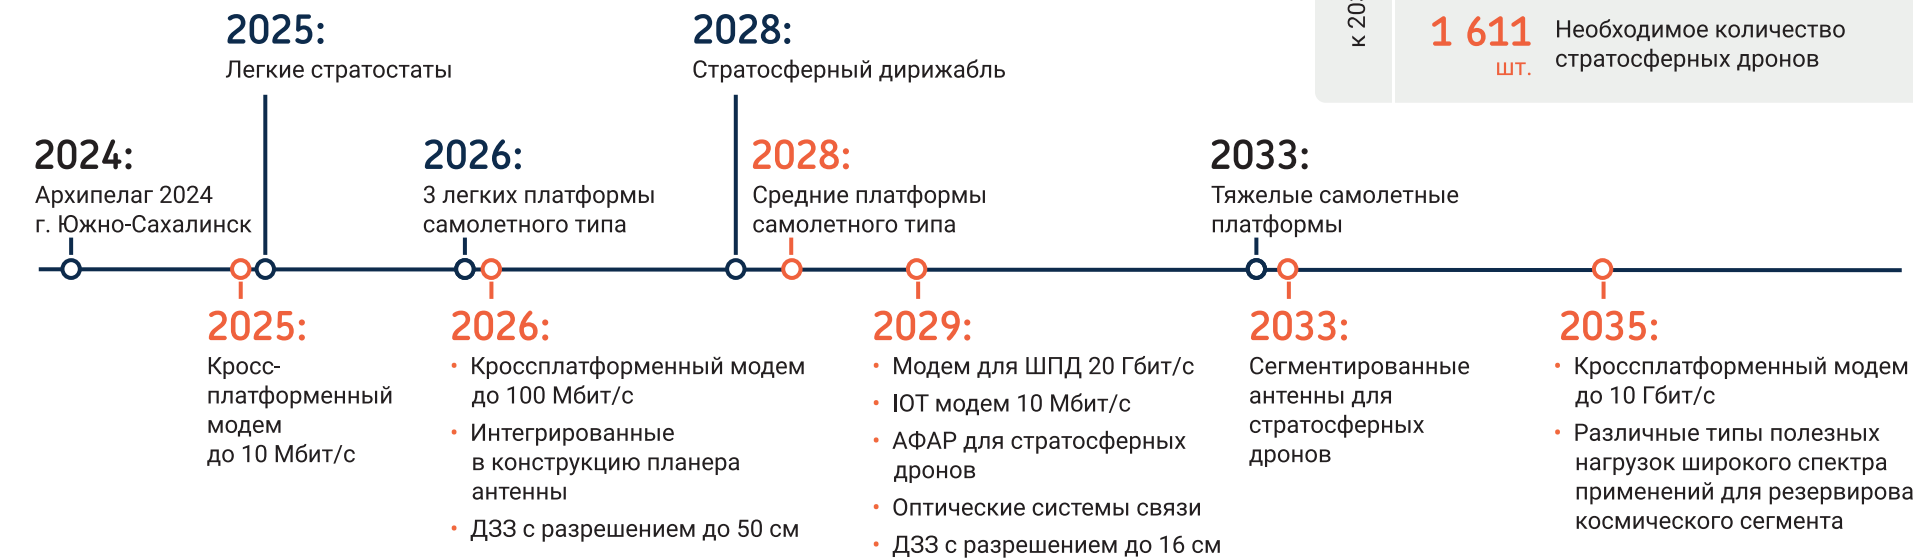 2025:
Легкие стратостаты
2028:
Стратосферный дирижабль
1 611
шт.
Необходимое количество
стратосферных дронов
2024:
Архипелаг 2024
г. Южно-Сахалинск
2026:
3 легких платформы
самолетного типа
2028:
Средние платформы
самолетного типа
2033:
Тяжелые самолетные
платформы
2025:
Кросс-
платформенный
модем
до 10 Мбит/с
2026:
• Кроссплатформенный модем
до 100 Мбит/с
• Интегрированные
в конструкцию планера
антенны
• ДЗЗ с разрешением до 50 см
2029:
• Модем для ШПД 20 Гбит/с
• IOT модем 10 Мбит/с
• АФАР для стратосферных
дронов
• Оптические системы связи
• ДЗЗ с разрешением до 16 см
2033:
Сегментированные
антенны для
стратосферных
дронов
2035:
• Кроссплатформенный модем
до 10 Гбит/с
• Различные типы полезных
нагрузок широкого спектра
применений для резервирова
космического сегмента